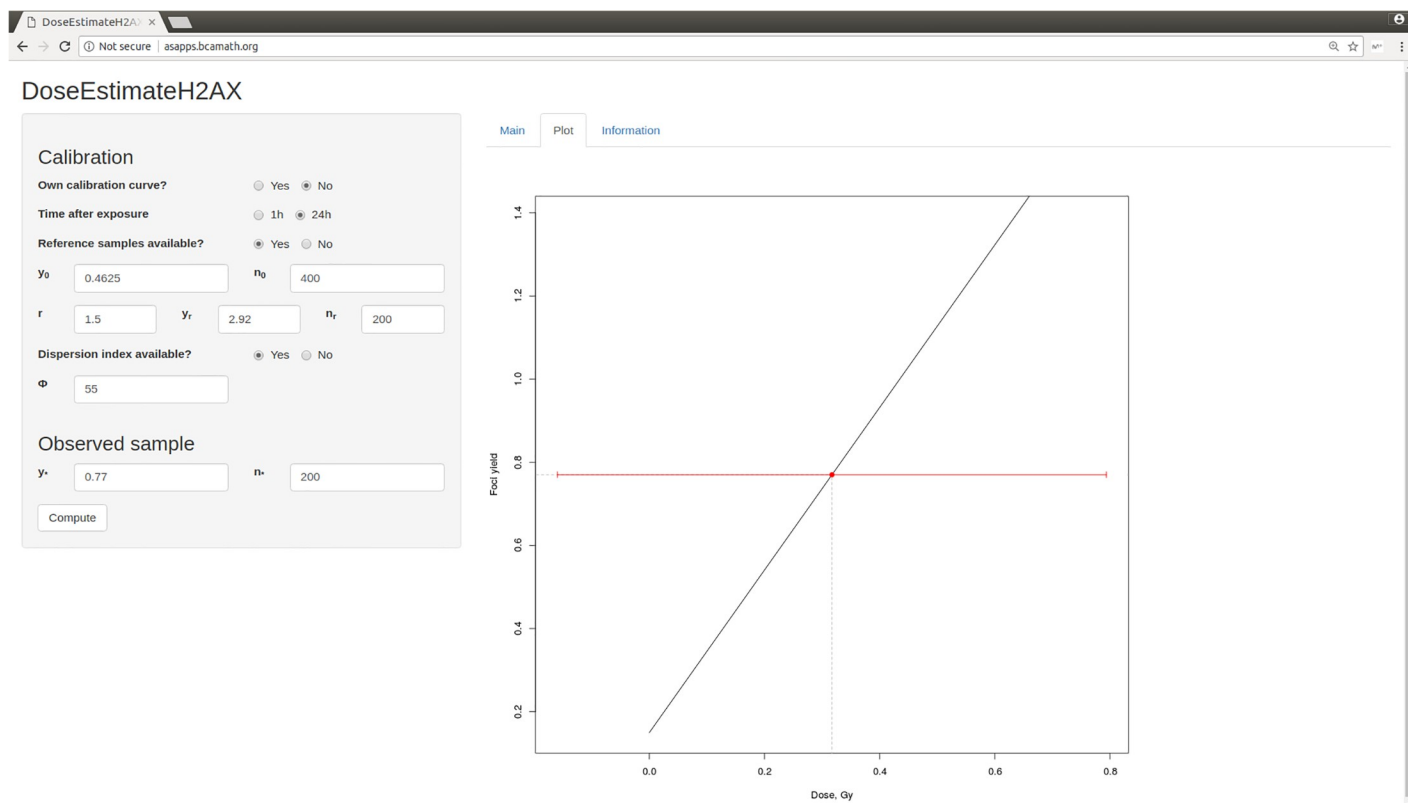 DoseEstimateH2AX ×
Not secure | asapps.bcamath.org
DoseEstimateH2AX
Main Plot Information
Calibration
Own calibration curve? Yes No
Time after exposure 1h 24h
Reference samples available? Yes No
y0 0.4625 n0 400
r 1.5 yr 2.92 nr 200
Dispersion index available? Yes No
Φ 55
Observed sample
y* 0.77 n* 200
Compute
1.4
1.2
1.0
0.8
0.6
0.4
0.2
Foci yield
0.0 0.2 0.4 0.6 0.8
Dose, Gy